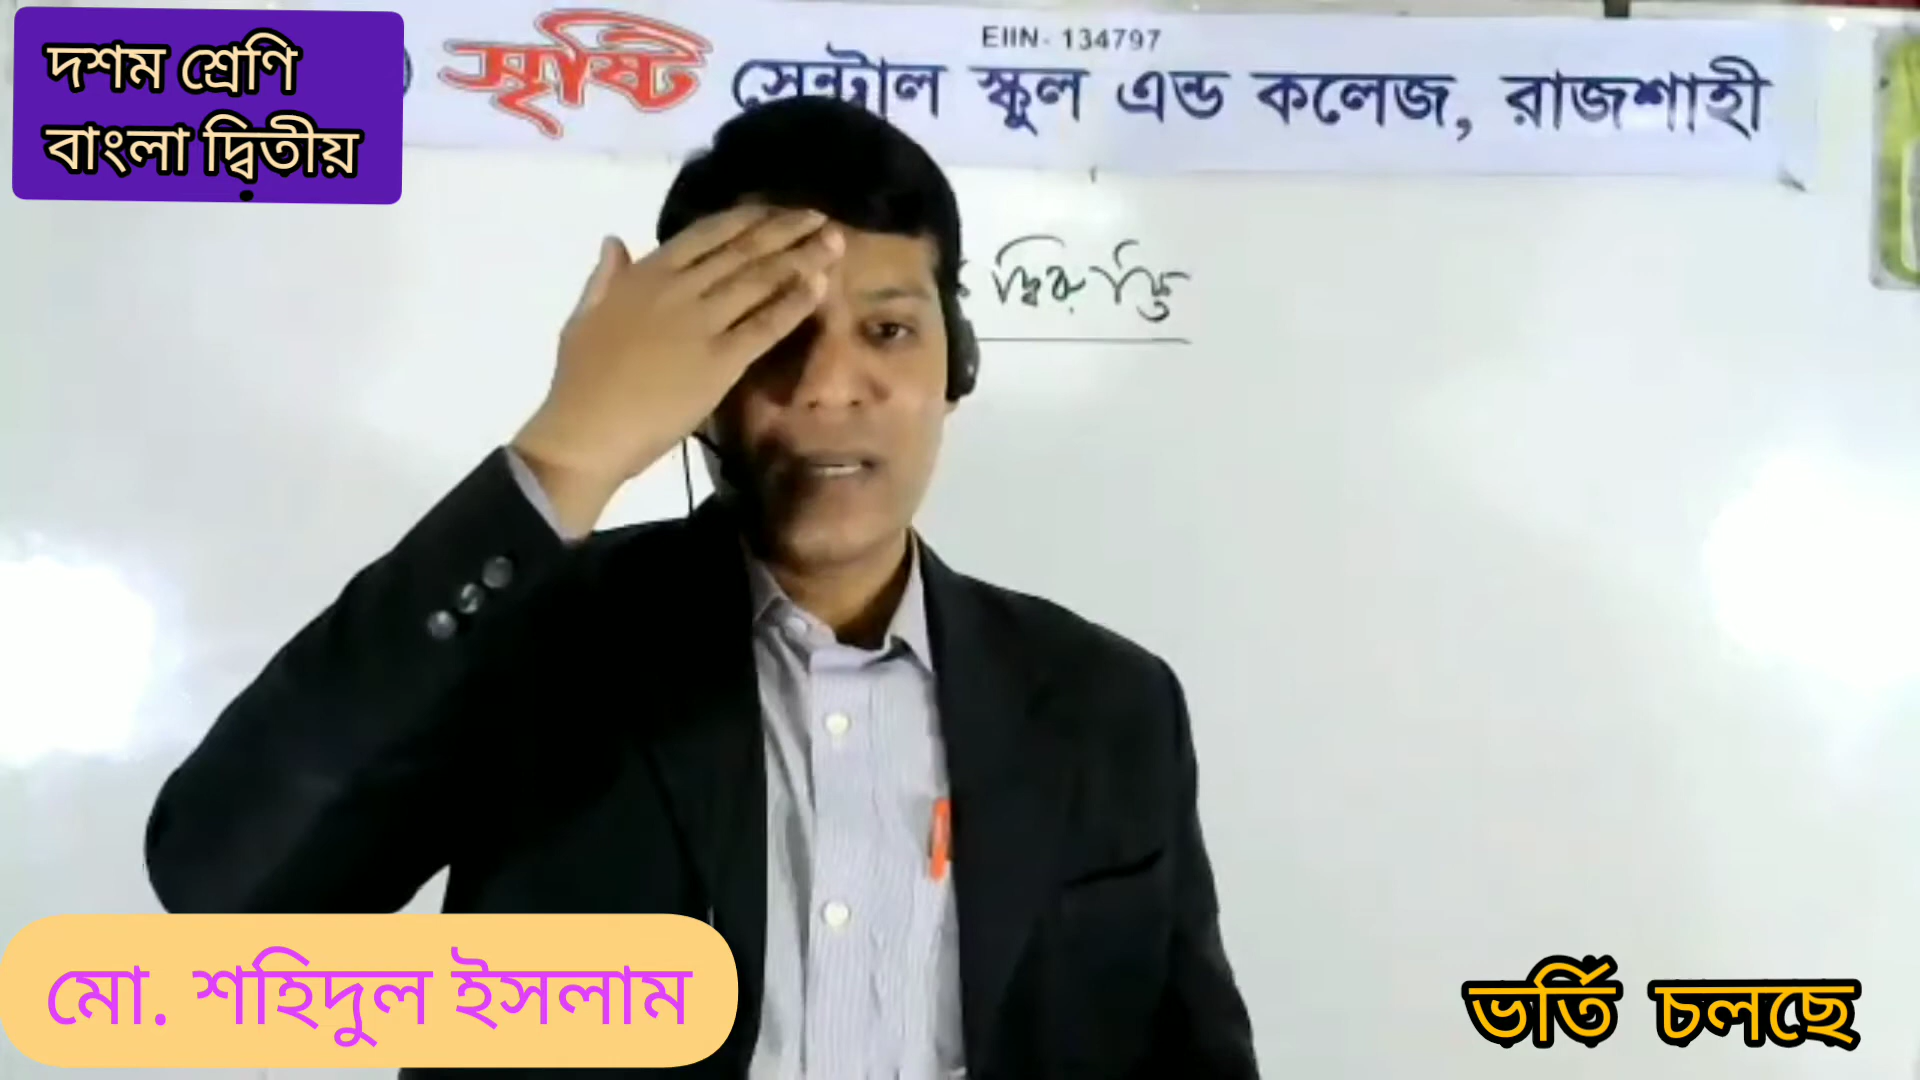 দশম শ্রেণি
বাংলা দ্বিতীয়
EIIN- 134797
সৃষ্টি সেন্ট্রাল স্কুল এন্ড কলেজ, রাজশাহী
দ্বিরুক্তি
মো. শহিদুল ইসলাম
ভর্তি চলছে